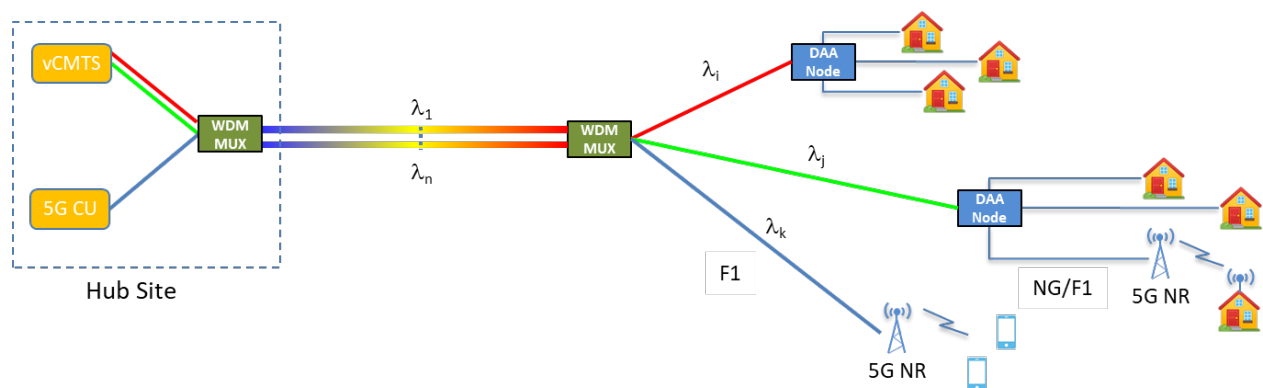 vCMTS
5G CU
Hub Site
WDM
MUX
λ1
λn
WDM
MUX
λi
λj
λk
F1
DAA
Node
DAA
Node
NG/F1
5G NR
5G NR